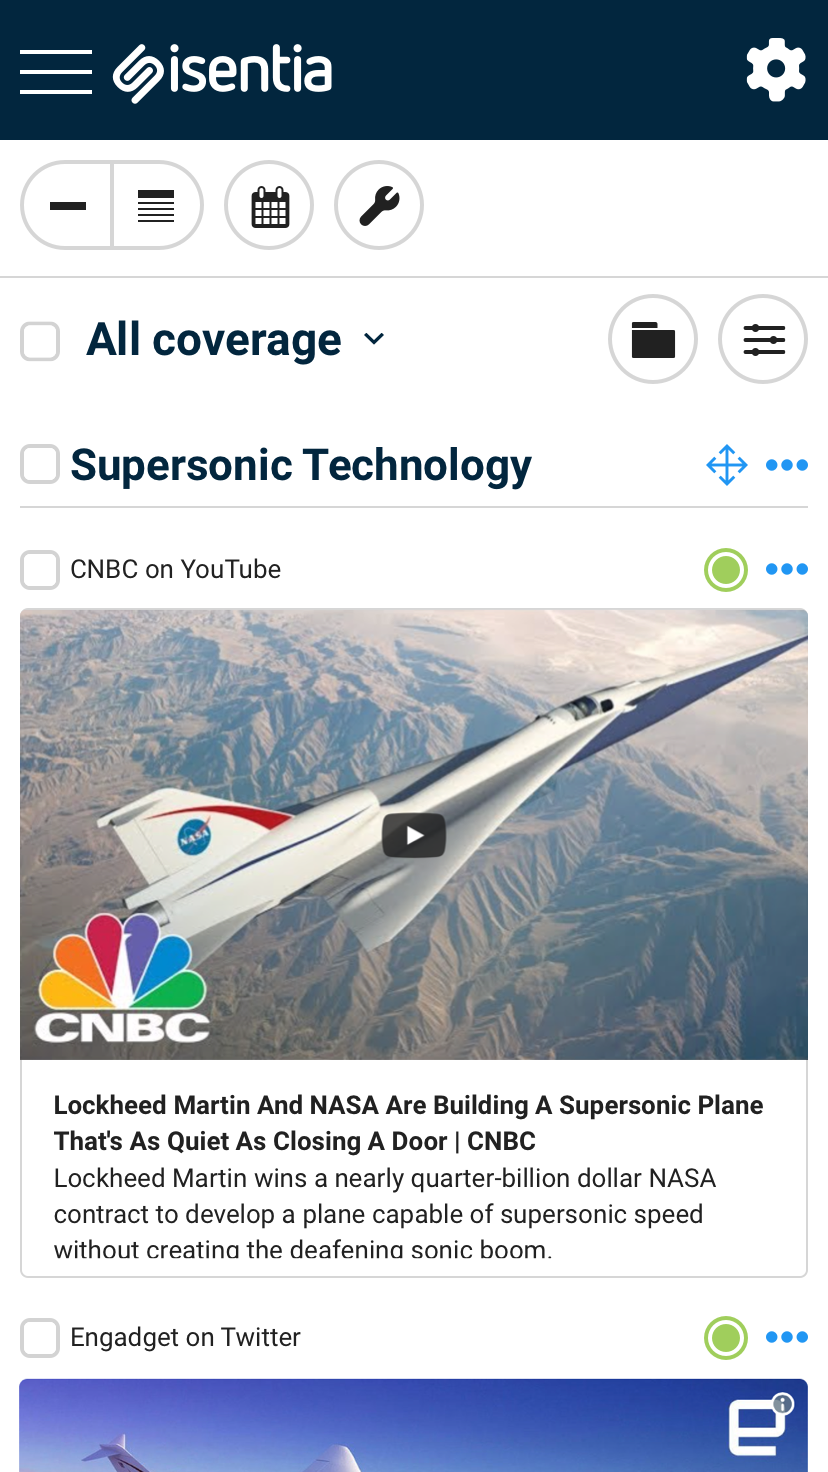 isentia
All coverage
Supersonic Technology
CNBC on YouTube
NASA
CNBC
Lockheed Martin And NASA Are Building A Supersonic Plane
That's As Quiet As Closing A Door | CNBC
Lockheed Martin wins a nearly quarter-billion dollar NASA
contract to develop a plane capable of supersonic speed
without creating the deafening sonic boom.
Engadget on Twitter
e
i